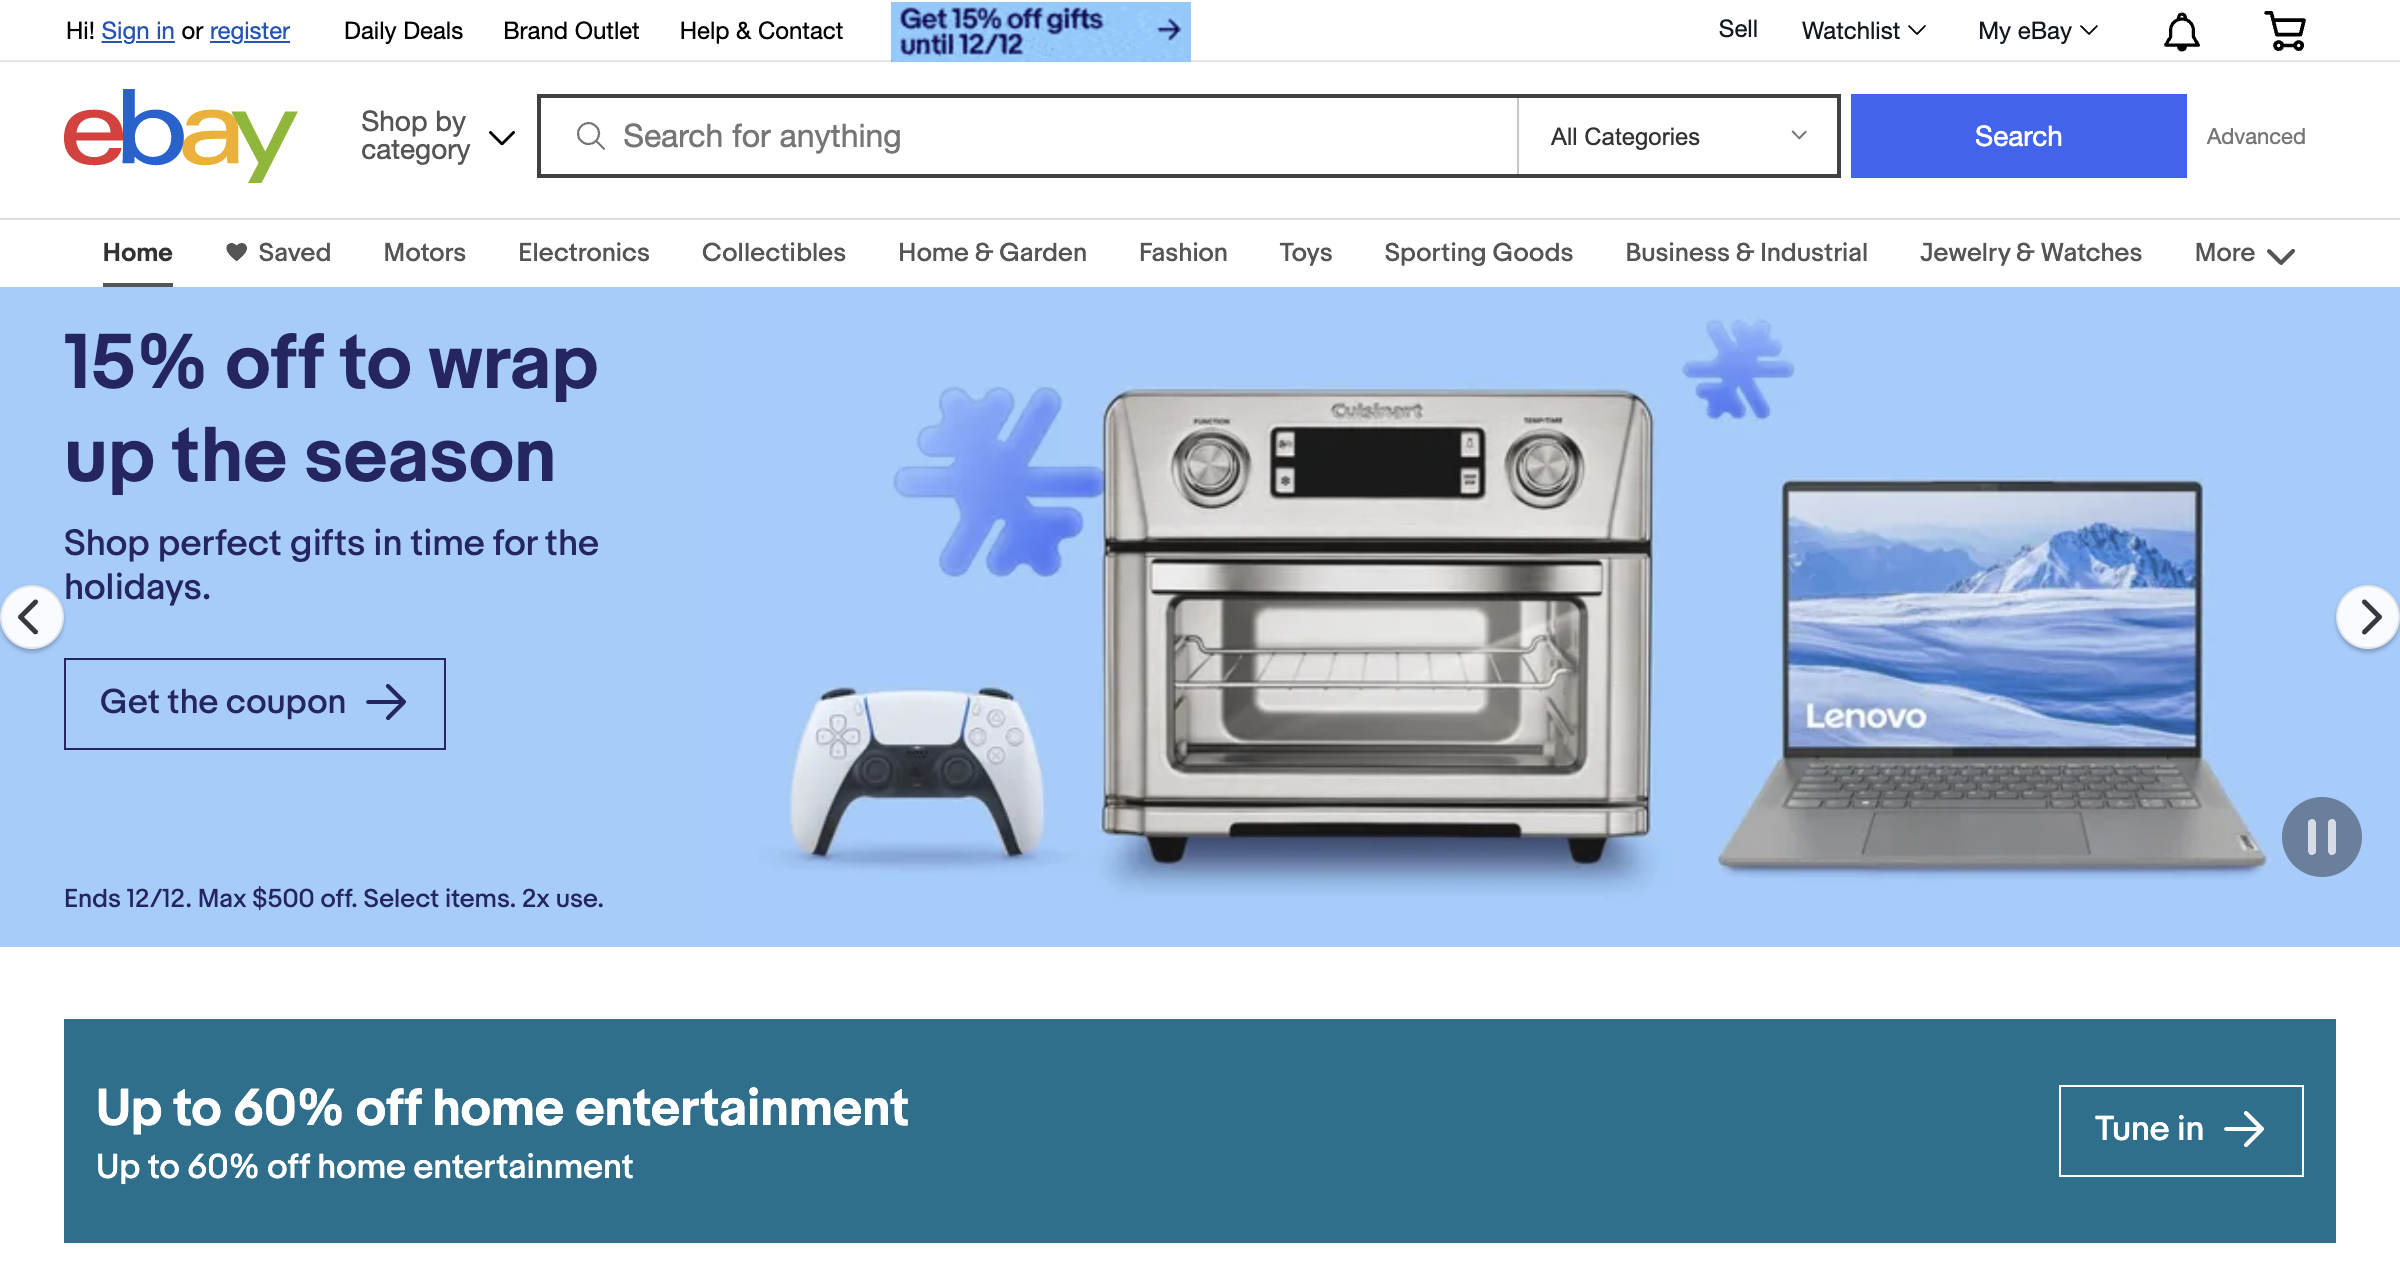 Hi! Sign in or register
Daily Deals
Brand Outlet
Help & Contact
Get 15% off gifts
until 12/12
Sell
Watchlist
My eBay
ebay
Shop by
category
Search for anything
All Categories
Search
Advanced
Home
Saved
Motors
Electronics
Collectibles
Home & Garden
Fashion
Toys
Sporting Goods
Business & Industrial
Jewelry & Watches
More
15% off to wrap
up the season
Shop perfect gifts in time for the
holidays.
Get the coupon
Ends 12/12. Max $500 off. Select items. 2x use.
Cuisinart
FUNCTION
TEMP/TIME
Lenovo
Up to 60% off home entertainment
Up to 60% off home entertainment
Tune in